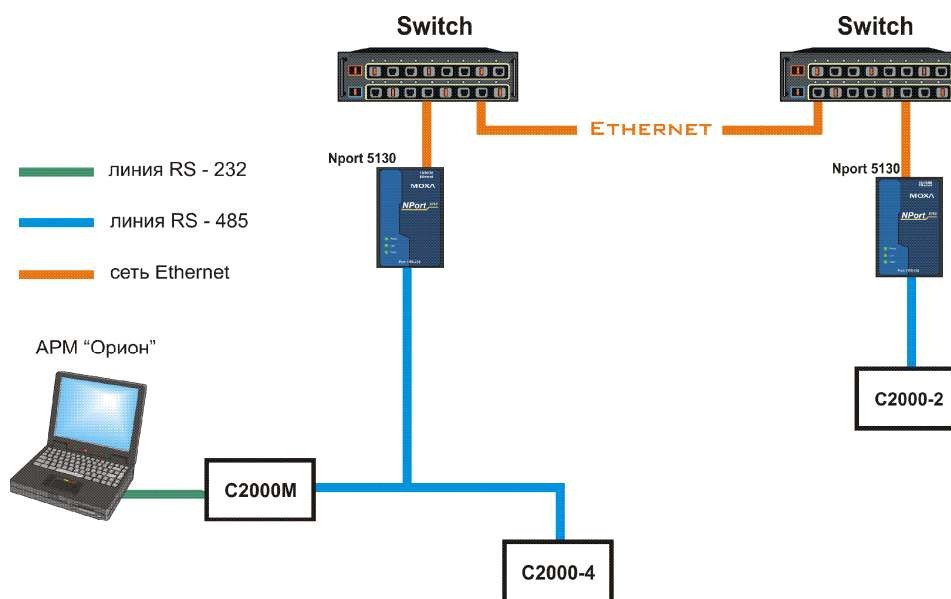 Switch
Switch
ETHERNET
Nport 5130
Nport 5130
MOXA
NPort
MOXA
NPort
линия RS - 232
линия RS - 485
сеть Ethernet
АРМ “Орион”
C2000M
C2000-4
C2000-2